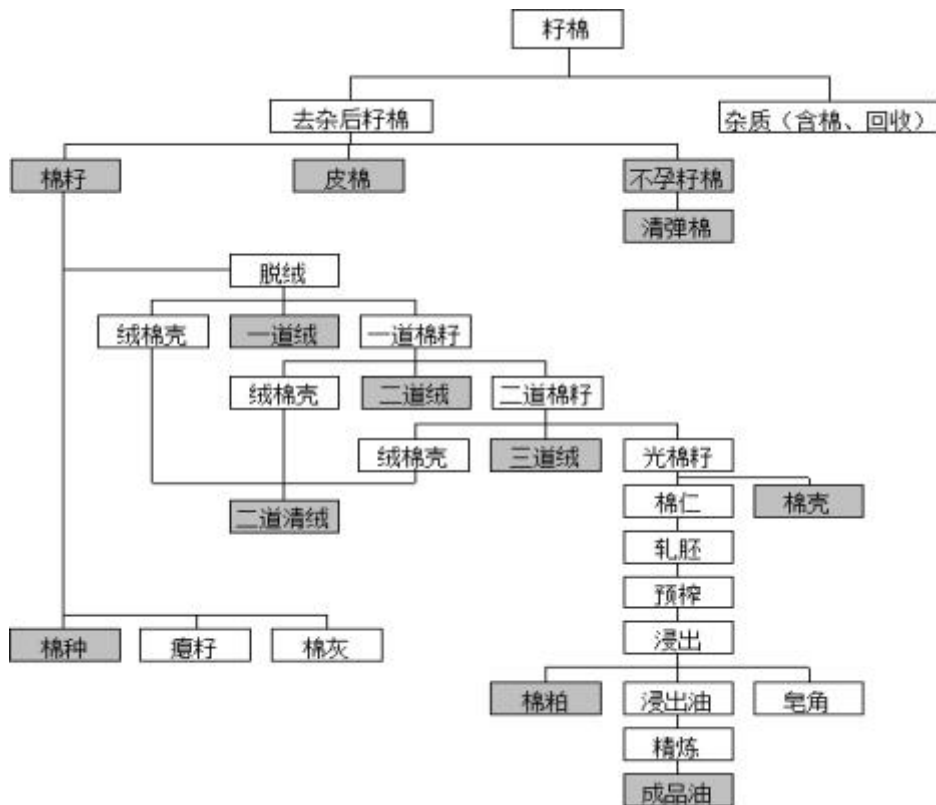 籽棉
去杂后籽棉
杂质（含棉、回收）
棉籽
皮棉
不孕籽棉
清弹棉
脱绒
绒棉壳
一道绒
一道棉籽
绒棉壳
二道绒
二道棉籽
绒棉壳
三道绒
光棉籽
二道清绒
棉仁
棉壳
轧胚
预榨
棉种
瘪籽
棉灰
浸出
棉粕
浸出油
皂角
精炼
成品油